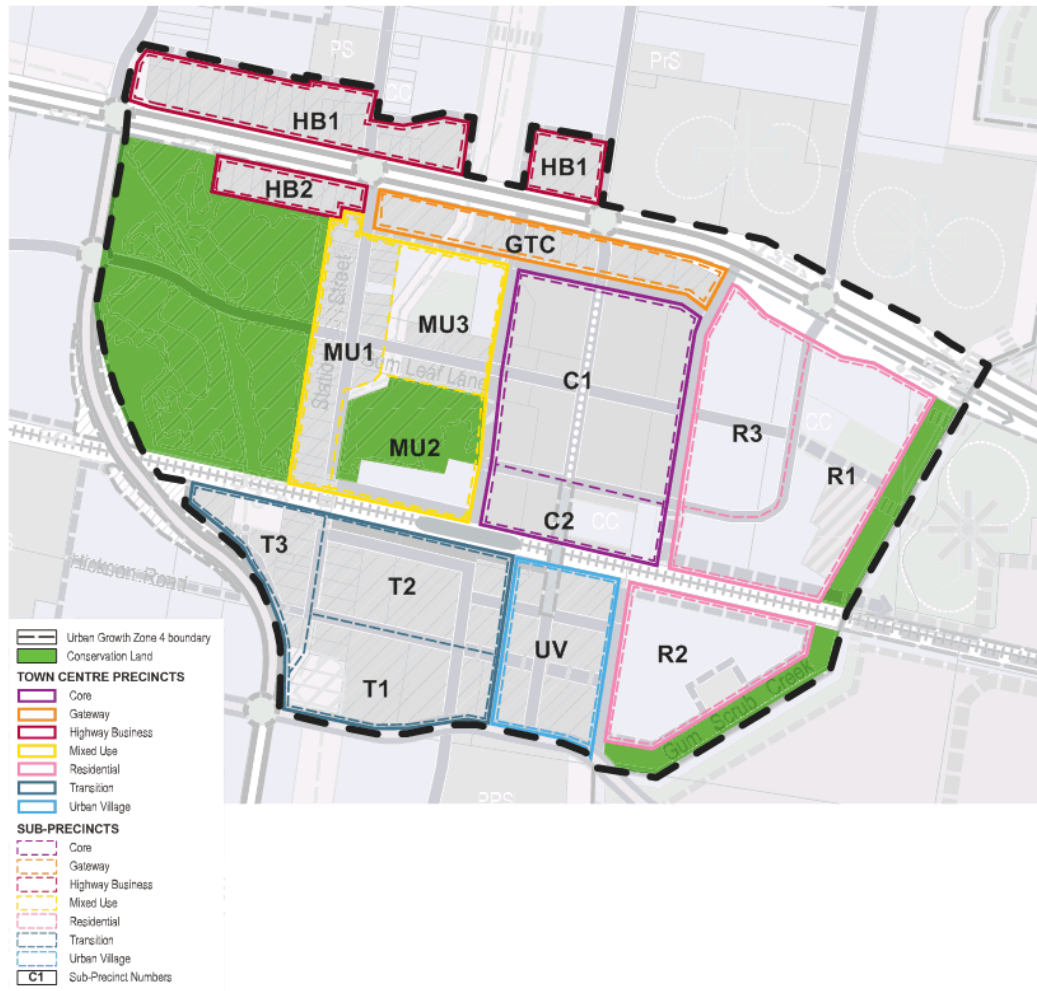 PS
PrS
CC
HB1
HB1
HB2
GTC
Station Street
MU3
MU1
Gum Leaf Lane
C1
MU2
R3
CC
R1
C2
CC
T3
Hickson Road
T2
UV
R2
T1
Gum Scrub Creek
PPS
Urban Growth Zone 4 boundary
Conservation Land
TOWN CENTRE PRECINCTS
Core
Gateway
Highway Business
Mixed Use
Residential
Transition
Urban Village
SUB-PRECINCTS
Core
Gateway
Highway Business
Mixed Use
Residential
Transition
Urban Village
C1 Sub-Precinct Numbers